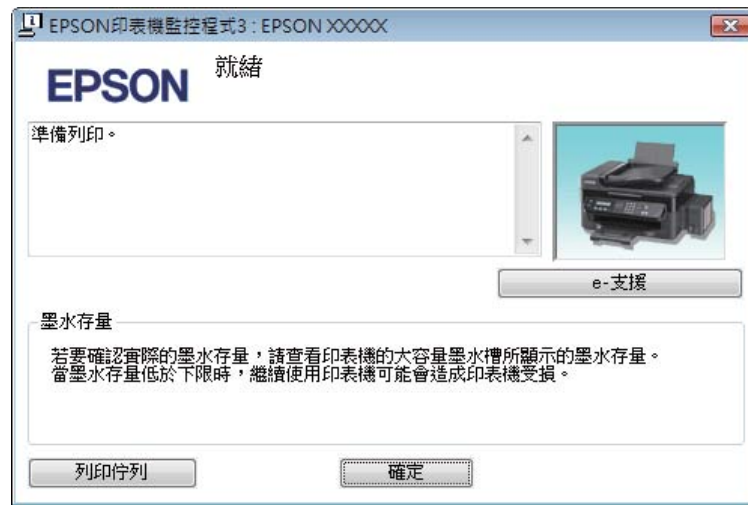 EPSON印表機監控程式3 : EPSON XXXXX
EPSON
就緒
準備列印。
e-支援
墨水存量
若要確認實際的墨水存量，請查看印表機的大容量墨水槽所顯示的墨水存量。
當墨水存量低於下限時，繼續使用印表機可能會造成印表機受損。
列印佇列
確定